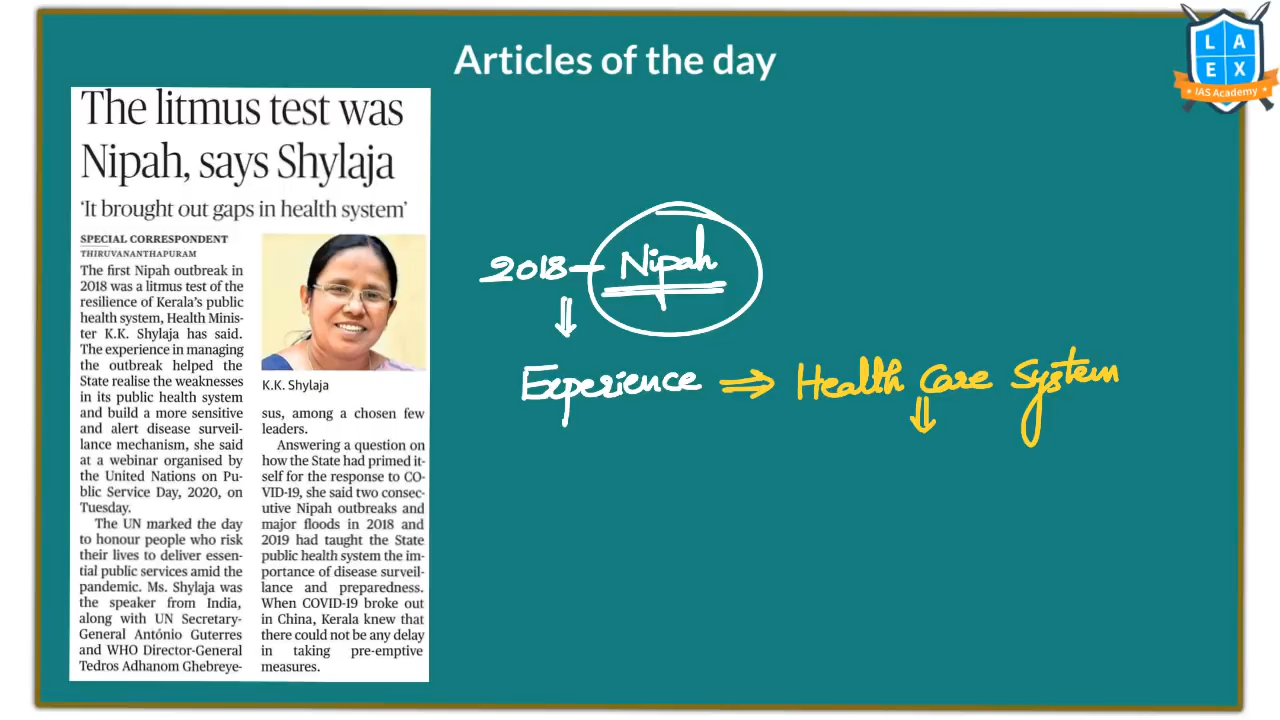 Articles of the day
L A
E X
IAS Academy
The litmus test was
Nipah, says Shylaja
‘It brought out gaps in health system’
SPECIAL CORRESPONDENT
THIRUVANANTHAPURAM
The first Nipah outbreak in
2018 was a litmus test of the
resilience of Kerala’s public
health system, Health Minis-
ter K.K. Shylaja has said.
The experience in managing
the outbreak helped the
State realise the weaknesses
in its public health system
and build a more sensitive
and alert disease surveil-
lance mechanism, she said
at a webinar organised by
the United Nations on Pu-
blic Service Day, 2020, on
Tuesday.
The UN marked the day
to honour people who risk
their lives to deliver essen-
tial public services amid the
pandemic. Ms. Shylaja was
the speaker from India,
along with UN Secretary-
General António Guterres
and WHO Director-General
Tedros Adhanom Ghebreye-
K.K. Shylaja
sus, among a chosen few
leaders.
Answering a question on
how the State had primed it-
self for the response to CO-
VID-19, she said two consec-
utive Nipah outbreaks and
major floods in 2018 and
2019 had taught the State
public health system the im-
portance of disease surveil-
lance and preparedness.
When COVID-19 broke out
in China, Kerala knew that
there could not be any delay
in taking pre-emptive
measures.
2018 – Nipah
⇓
Experience ⇒ Health Care System
⇓